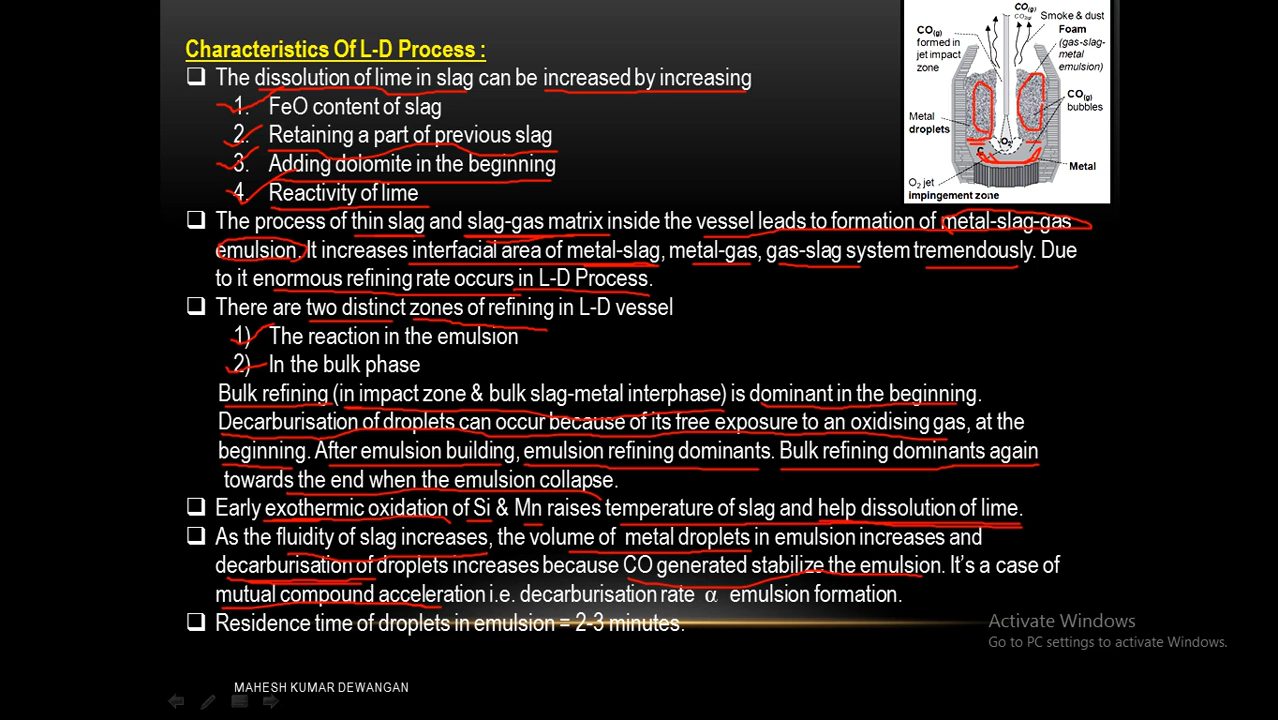 Characteristics Of L-D Process :
❑ The dissolution of lime in slag can be increased by increasing
1. FeO content of slag
2. Retaining a part of previous slag
3. Adding dolomite in the beginning
4. Reactivity of lime
❑ The process of thin slag and slag-gas matrix inside the vessel leads to formation of metal-slag-gas
emulsion. It increases interfacial area of metal-slag, metal-gas, gas-slag system tremendously. Due
to it enormous refining rate occurs in L-D Process.
❑ There are two distinct zones of refining in L-D vessel
1) The reaction in the emulsion
2) In the bulk phase
Bulk refining (in impact zone & bulk slag-metal interphase) is dominant in the beginning.
Decarburisation of droplets can occur because of its free exposure to an oxidising gas, at the
beginning. After emulsion building, emulsion refining dominants. Bulk refining dominants again
towards the end when the emulsion collapse.
❑ Early exothermic oxidation of Si & Mn raises temperature of slag and help dissolution of lime.
❑ As the fluidity of slag increases, the volume of metal droplets in emulsion increases and
decarburisation of droplets increases because CO generated stabilize the emulsion. It's a case of
mutual compound acceleration i.e. decarburisation rate α emulsion formation.
❑ Residence time of droplets in emulsion = 2-3 minutes.
CO(g)
CO2(g)
Smoke & dust
CO(g)
formed in
jet impact
zone
Foam
(gas-slag-
metal
emulsion)
CO(g)
bubbles
Metal
droplets
O2
C
Metal
O2 jet
impingement zone
Activate Windows
Go to PC settings to activate Windows.
MAHESH KUMAR DEWANGAN